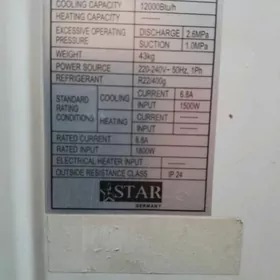 COOLING CAPACITY 12000Btu/h
HEATING CAPACITY ——
EXCESSIVE OPERATING PRESSURE DISCHARGE 2.6MPa
SUCTION 1.0MPa
WEIGHT 43kg
POWER SOURCE 220-240V~ 50Hz, 1Ph
REFRIGERANT R22/400g
STANDARD RATING CONDITIONS COOLING CURRENT 6.8A
INPUT 1500W
HEATING CURRENT ——
INPUT ——
RATED CURRENT 8.8A
RATED INPUT 1800W
ELECTRICAL HEATER INPUT ——
OUTSIDE RESISTANCE CLASS IP 24
STAR
GERMANY